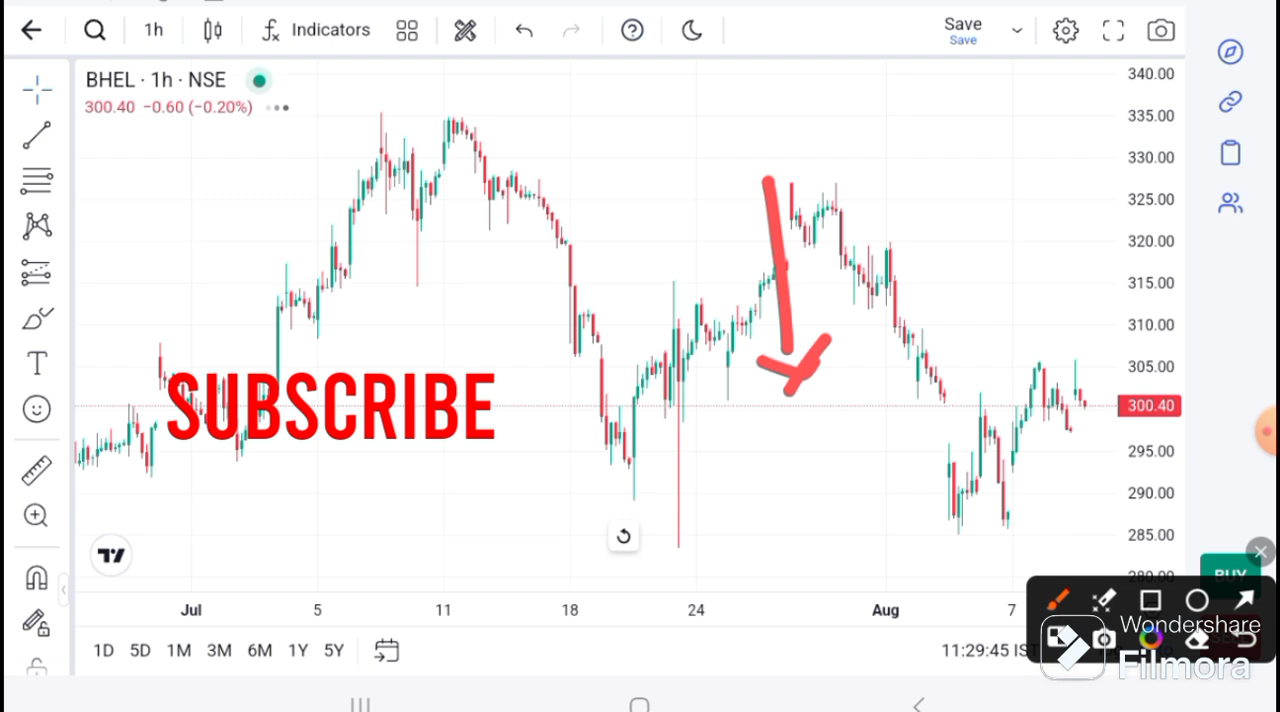 1h
Indicators
Save
Save
BHEL · 1h · NSE
300.40 −0.60 (−0.20%)
340.00
335.00
330.00
325.00
320.00
315.00
310.00
305.00
300.40
295.00
290.00
285.00
280.00
SUBSCRIBE
BUY
Jul
5
11
18
24
Aug
7
1D 5D 1M 3M 6M 1Y 5Y
11:29:45 IST
Wondershare
Filmora